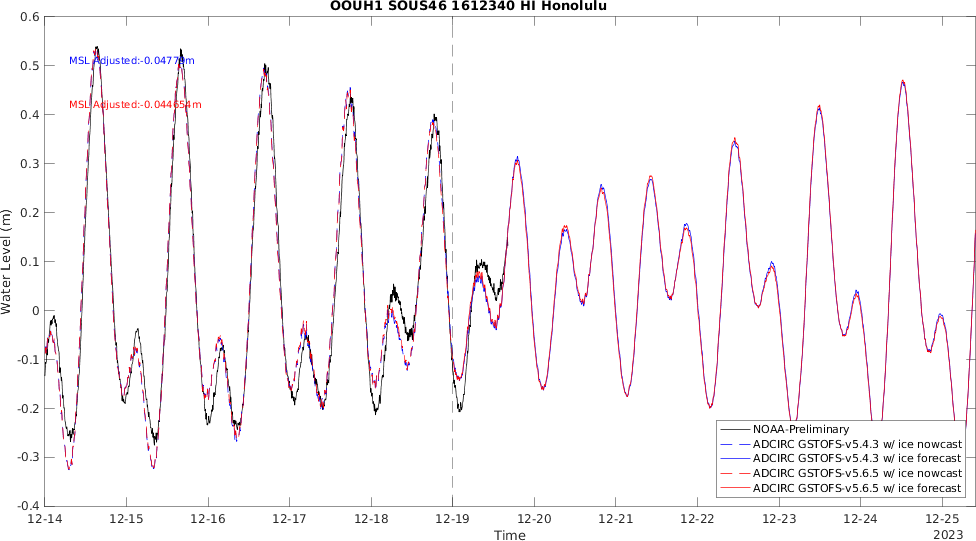 OOUH1 SOUS46 1612340 HI Honolulu
0.6
0.5
0.4
0.3
0.2
0.1
0
-0.1
-0.2
-0.3
-0.4
Water Level (m)
MSL Adjusted:-0.04779m
MSL Adjusted:-0.044654m
NOAA-Preliminary
ADCIRC GSTOFS-v5.4.3 w/ ice nowcast
ADCIRC GSTOFS-v5.4.3 w/ ice forecast
ADCIRC GSTOFS-v5.6.5 w/ ice nowcast
ADCIRC GSTOFS-v5.6.5 w/ ice forecast
12-14 12-15 12-16 12-17 12-18 12-19 12-20 12-21 12-22 12-23 12-24 12-25
Time
2023